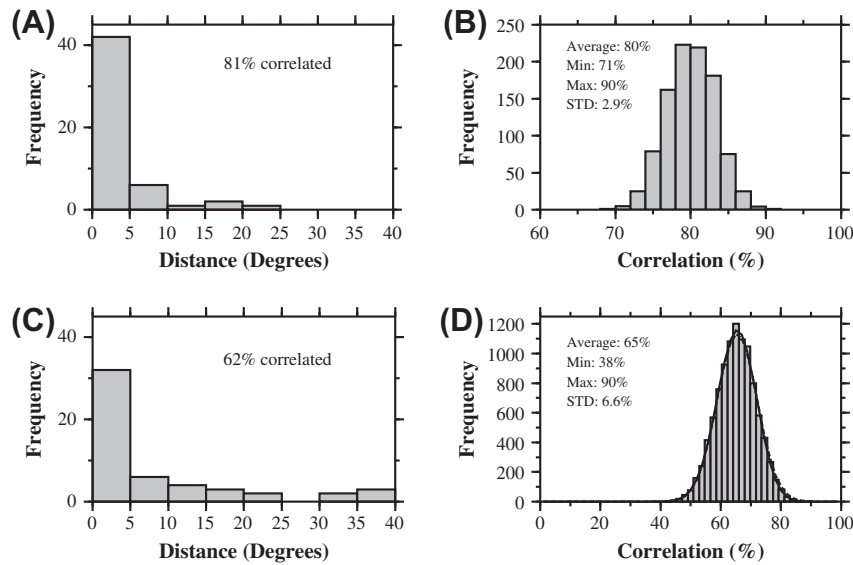 (A)
Frequency
40
20
0
81% correlated
0 5 10 15 20 25 30 35 40
Distance (Degrees)
(B)
Frequency
250
200
150
100
50
0
Average: 80%
Min: 71%
Max: 90%
STD: 2.9%
60 70 80 90 100
Correlation (%)
(C)
Frequency
40
20
0
62% correlated
0 5 10 15 20 25 30 35 40
Distance (Degrees)
(D)
Frequency
1200
1000
800
600
400
200
0
Average: 65%
Min: 38%
Max: 90%
STD: 6.6%
0 20 40 60 80 100
Correlation (%)